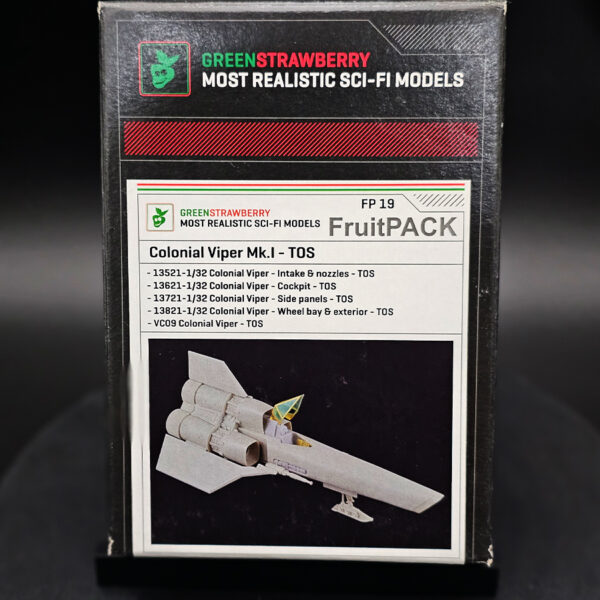 GREENSTRAWBERRY
MOST REALISTIC SCI-FI MODELS
FP 19
GREENSTRAWBERRY
MOST REALISTIC SCI-FI MODELS
FruitPACK
Colonial Viper Mk.I - TOS
- 13521-1/32 Colonial Viper - Intake & nozzles - TOS
- 13621-1/32 Colonial Viper - Cockpit - TOS
- 13721-1/32 Colonial Viper - Side panels - TOS
- 13821-1/32 Colonial Viper - Wheel bay & exterior - TOS
- VC09 Colonial Viper - TOS